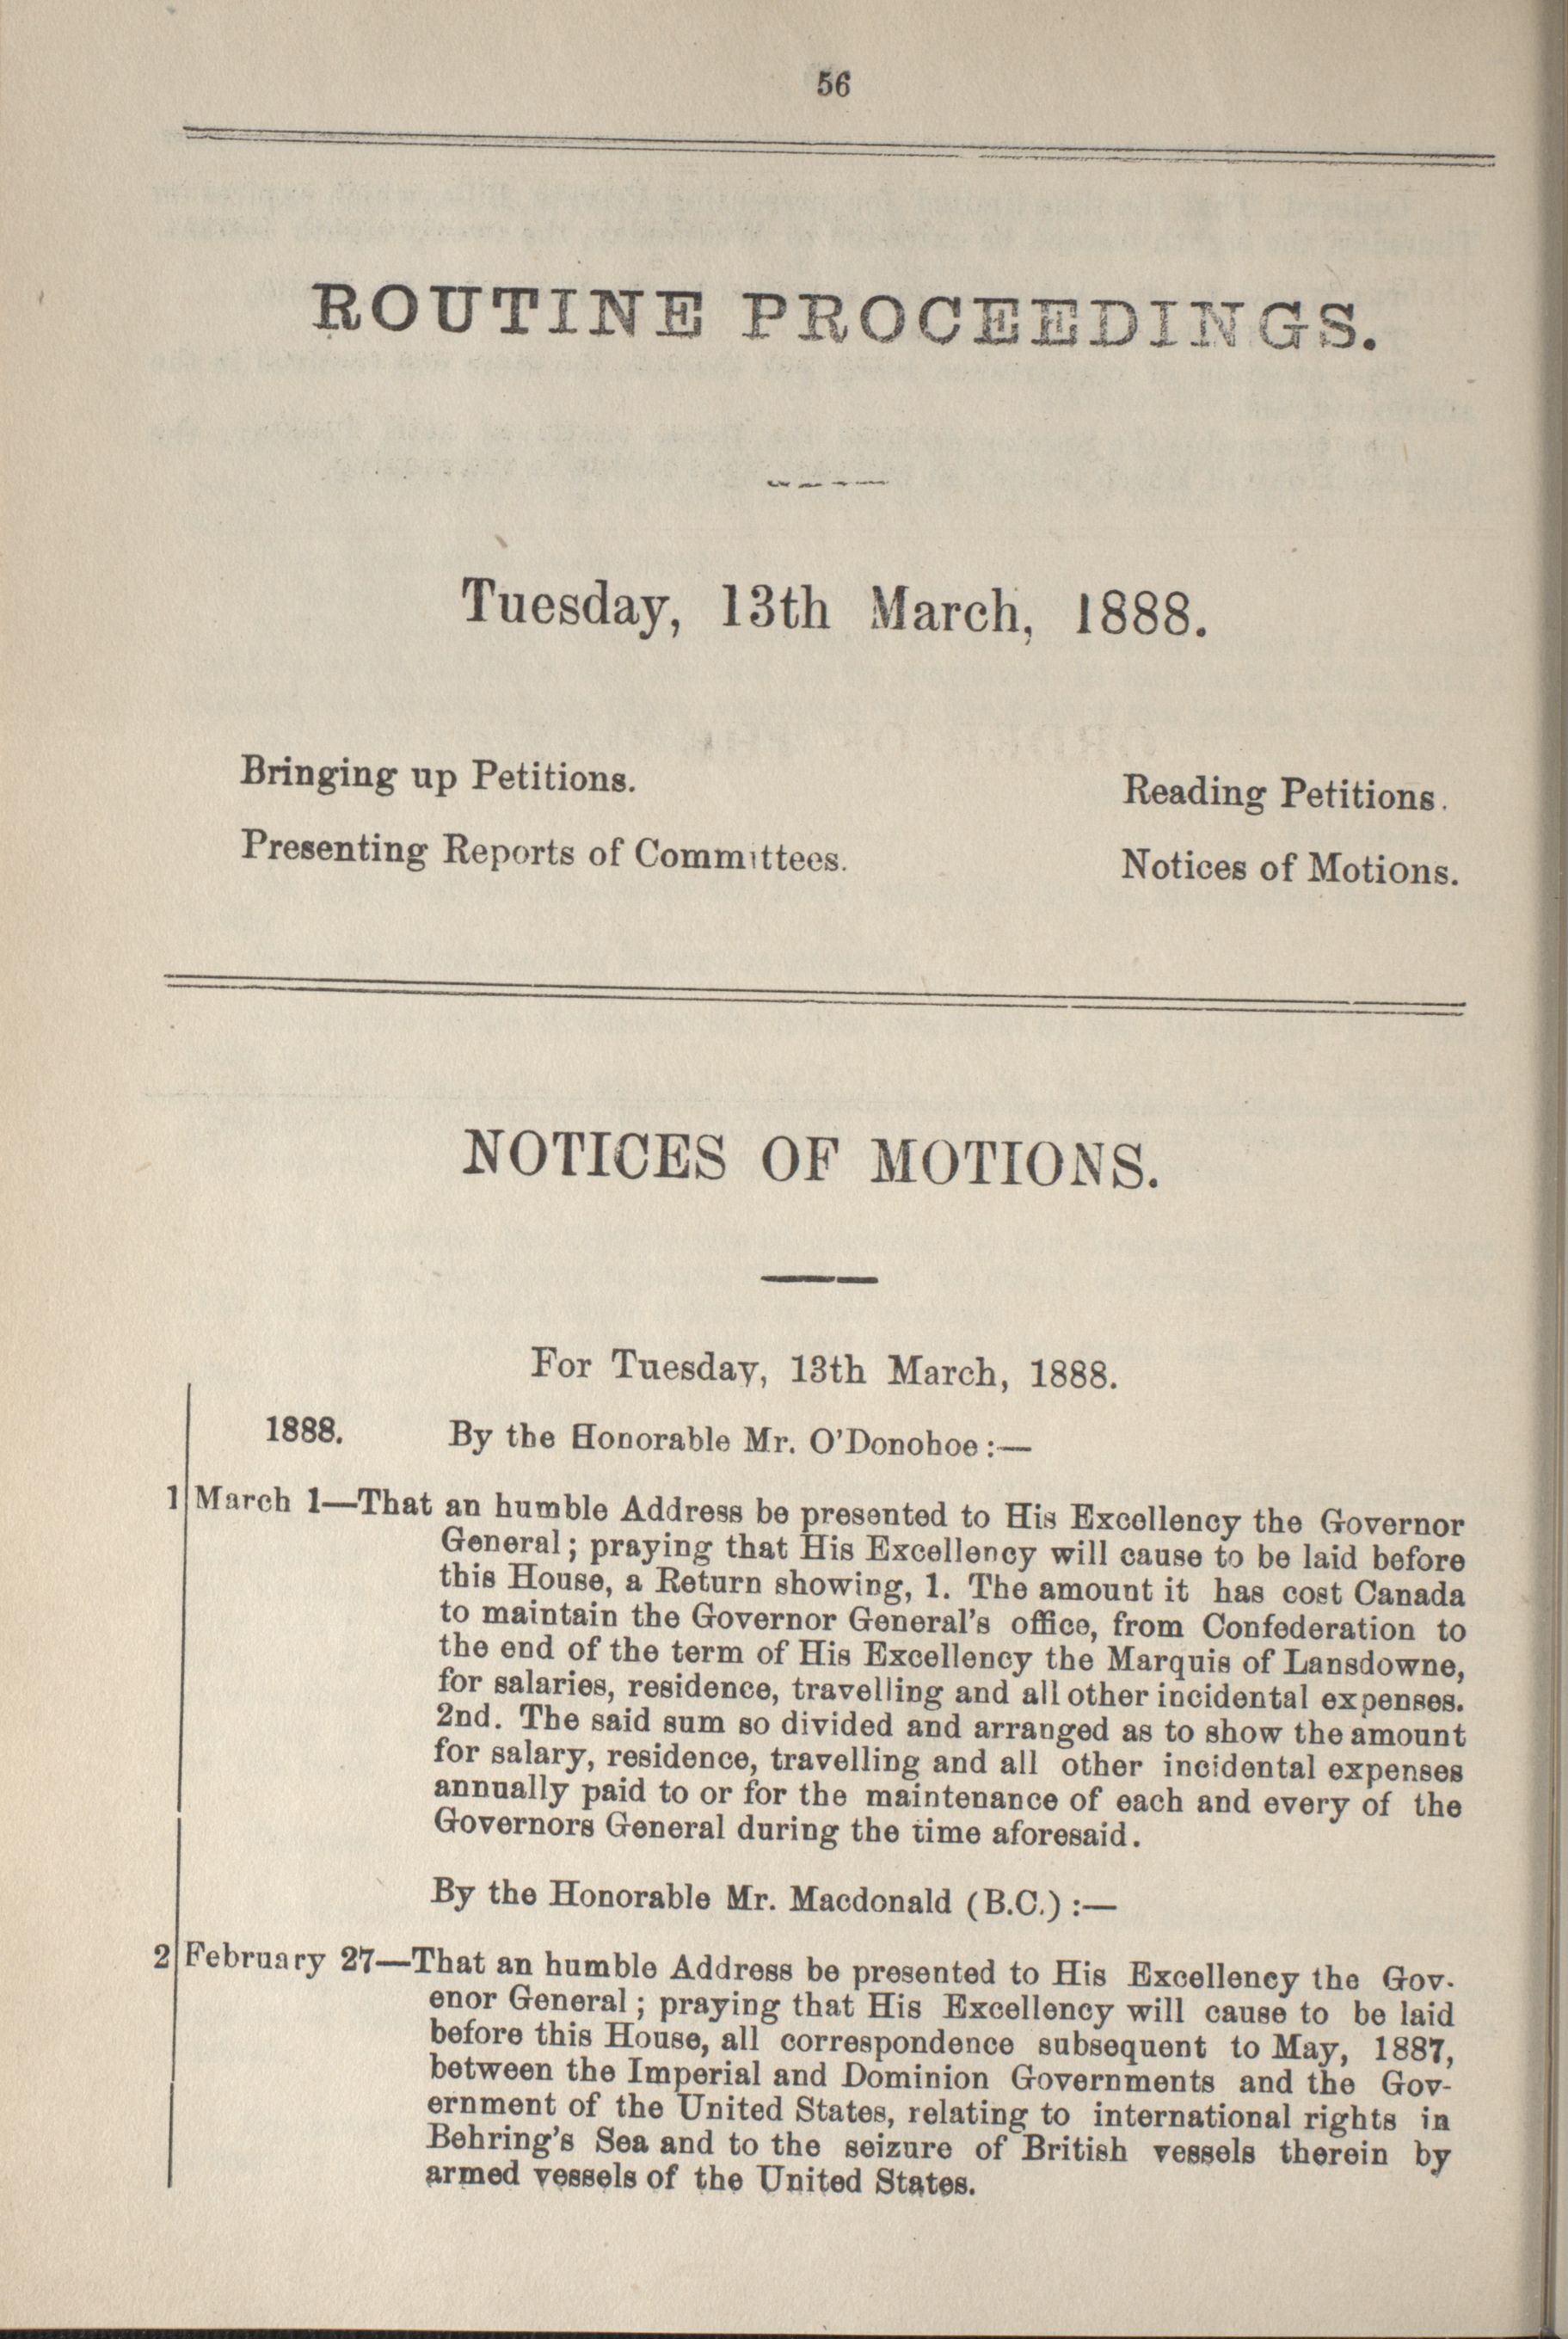 56
ROUTINE PROCEEDINGS.
Tuesday, 13th March, 1888.
Bringing up Petitions.
Reading Petitions.
Presenting Reports of Committees.
Notices of Motions.
NOTICES OF MOTIONS.
For Tuesday, 13th March, 1888.
1888. By the Honorable Mr. O'Donohoe :—
1 March 1—That an humble Address be presented to His Excellency the Governor
General ; praying that His Excellency will cause to be laid before
this House, a Return showing, 1. The amount it has cost Canada
to maintain the Governor General's office, from Confederation to
the end of the term of His Excellency the Marquis of Lansdowne,
for salaries, residence, travelling and all other incidental expenses.
2nd. The said sum so divided and arranged as to show the amount
for salary, residence, travelling and all other incidental expenses
annually paid to or for the maintenance of each and every of the
Governors General during the time aforesaid.
By the Honorable Mr. Macdonald (B.C.) :—
2 February 27—That an humble Address be presented to His Excellency the Gov-
enor General ; praying that His Excellency will cause to be laid
before this House, all correspondence subsequent to May, 1887,
between the Imperial and Dominion Governments and the Gov-
ernment of the United States, relating to international rights in
Behring's Sea and to the seizure of British vessels therein by
armed vessels of the United States.